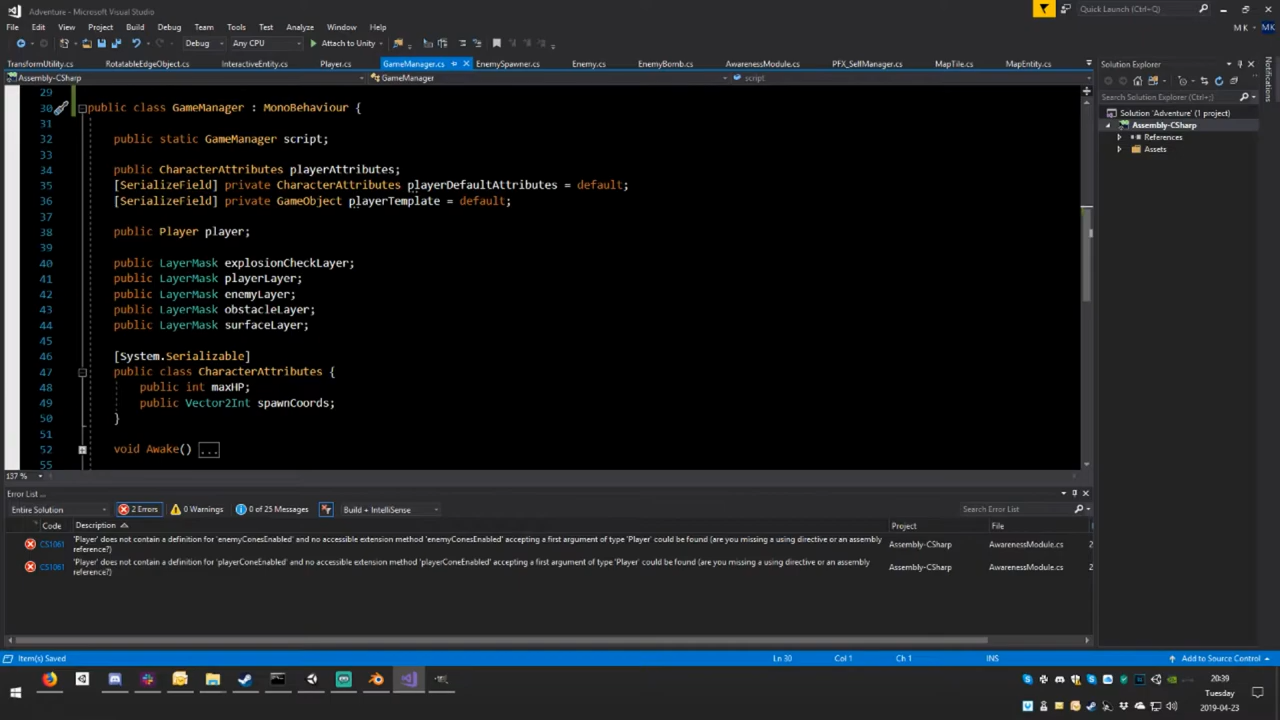 Adventure - Microsoft Visual Studio
Quick Launch (Ctrl+Q)
File Edit View Project Build Debug Team Tools Test Analyze Window Help
M K MK
Debug Any CPU Attach to Unity
TransformUtility.cs RotatableEdgeObject.cs InteractiveEntity.cs Player.cs GameManager.cs EnemySpawner.cs Enemy.cs EnemyBomb.cs AwarenessModule.cs PFX_SelfManager.cs MapTile.cs MapEntity.cs
Assembly-CSharp GameManager script
29
30 public class GameManager : MonoBehaviour {
31
32 public static GameManager script;
33
34 public CharacterAttributes playerAttributes;
35 [SerializeField] private CharacterAttributes playerDefaultAttributes = default;
36 [SerializeField] private GameObject playerTemplate = default;
37
38 public Player player;
39
40 public LayerMask explosionCheckLayer;
41 public LayerMask playerLayer;
42 public LayerMask enemyLayer;
43 public LayerMask obstacleLayer;
44 public LayerMask surfaceLayer;
45
46 [System.Serializable]
47 public class CharacterAttributes {
48 public int maxHP;
49 public Vector2Int spawnCoords;
50 }
51
52 void Awake() ...
55
137 %
Solution Explorer
Search Solution Explorer (Ctrl+;)
Solution 'Adventure' (1 project)
Assembly-CSharp
References
Assets
Notifications
Error List ...
Entire Solution 2 Errors 0 Warnings 0 of 25 Messages Build + IntelliSense Search Error List
Code Description Project File
CS1061 'Player' does not contain a definition for 'enemyConesEnabled' and no accessible extension method 'enemyConesEnabled' accepting a first argument of type 'Player' could be found (are you missing a using directive or an assembly
reference?) Assembly-CSharp AwarenessModule.cs 2
CS1061 'Player' does not contain a definition for 'playerConeEnabled' and no accessible extension method 'playerConeEnabled' accepting a first argument of type 'Player' could be found (are you missing a using directive or an assembly
reference?) Assembly-CSharp AwarenessModule.cs 2
Item(s) Saved Ln 30 Col 1 Ch 1 INS Add to Source Control
20:39
Tuesday
2019-04-23